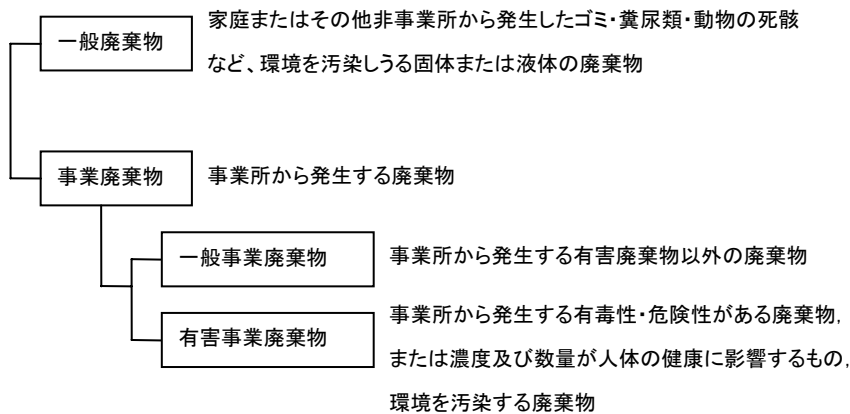 一般廃棄物
家庭またはその他非事業所から発生したゴミ・糞尿類・動物の死骸
など、環境を汚染しうる固体または液体の廃棄物
事業廃棄物
事業所から発生する廃棄物
一般事業廃棄物
事業所から発生する有害廃棄物以外の廃棄物
有害事業廃棄物
事業所から発生する有毒性・危険性がある廃棄物,
または濃度及び数量が人体の健康に影響するもの,
環境を汚染する廃棄物